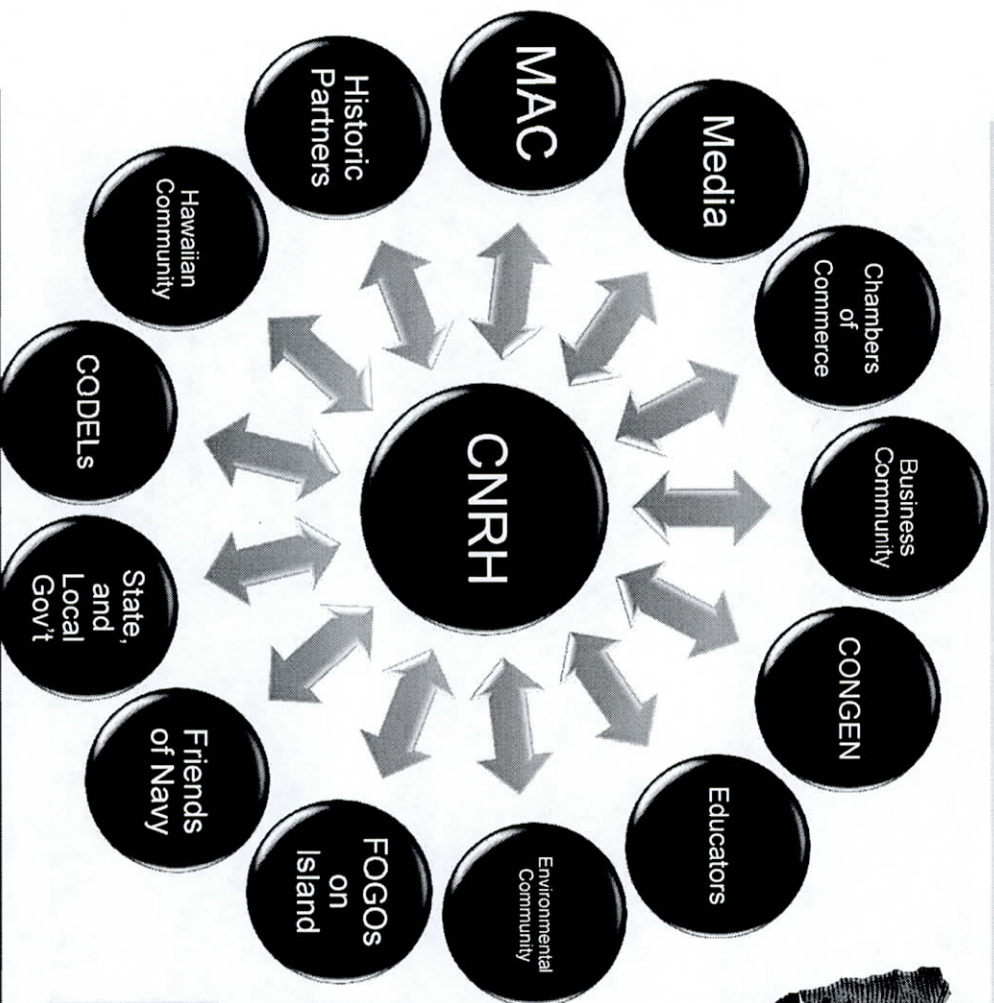 Business
Community
CONGEN
Educators
Environmental
Community
FOGOs
on
Island
Friends
of Navy
State,
and
Local
Gov't
CODELs
Hawaiian
Community
Historic
Partners
MAC
Media
Chambers
of
Commerce
CNRH